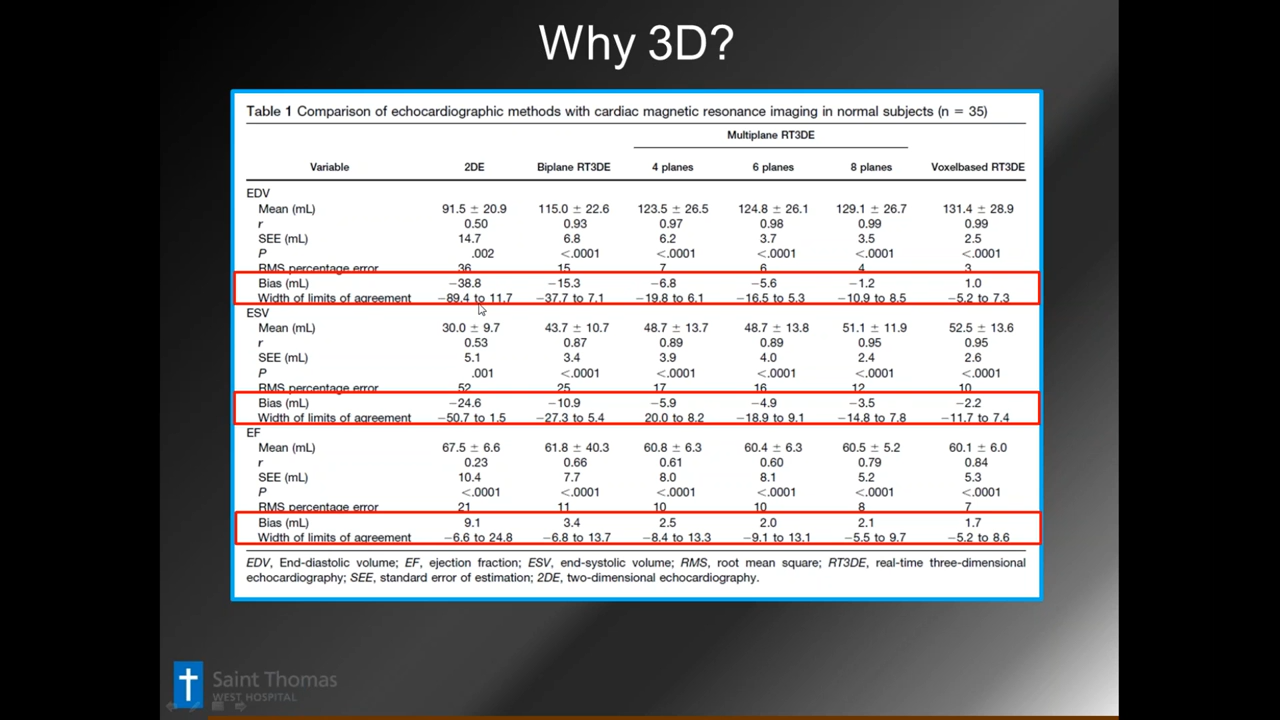 Why 3D?
Table 1 Comparison of echocardiographic methods with cardiac magnetic resonance imaging in normal subjects (n = 35)
Multiplane RT3DE
Variable 2DE Biplane RT3DE 4 planes 6 planes 8 planes Voxelbased RT3DE
EDV
Mean (mL) 91.5 ± 20.9 115.0 ± 22.6 123.5 ± 26.5 124.8 ± 26.1 129.1 ± 26.7 131.4 ± 28.9
r 0.50 0.93 0.97 0.98 0.99 0.99
SEE (mL) 14.7 6.8 6.2 3.7 3.5 2.5
P .002 <.0001 <.0001 <.0001 <.0001 <.0001
RMS percentage error 36 15 7 6 4 3
Bias (mL) −38.8 −15.3 −6.8 −5.6 −1.2 1.0
Width of limits of agreement −89.4 to 11.7 −37.7 to 7.1 −19.8 to 6.1 −16.5 to 5.3 −10.9 to 8.5 −5.2 to 7.3
ESV
Mean (mL) 30.0 ± 9.7 43.7 ± 10.7 48.7 ± 13.7 48.7 ± 13.8 51.1 ± 11.9 52.5 ± 13.6
r 0.53 0.87 0.89 0.89 0.95 0.95
SEE (mL) 5.1 3.4 3.9 4.0 2.4 2.6
P .001 <.0001 <.0001 <.0001 <.0001 <.0001
RMS percentage error 52 25 17 16 12 10
Bias (mL) −24.6 −10.9 −5.9 −4.9 −3.5 −2.2
Width of limits of agreement −50.7 to 1.5 −27.3 to 5.4 20.0 to 8.2 −18.9 to 9.1 −14.8 to 7.8 −11.7 to 7.4
EF
Mean (mL) 67.5 ± 6.6 61.8 ± 40.3 60.8 ± 6.3 60.4 ± 6.3 60.5 ± 5.2 60.1 ± 6.0
r 0.23 0.66 0.61 0.60 0.79 0.84
SEE (mL) 10.4 7.7 8.0 8.1 5.2 5.3
P <.0001 <.0001 <.0001 <.0001 <.0001 <.0001
RMS percentage error 21 11 10 10 8 7
Bias (mL) 9.1 3.4 2.5 2.0 2.1 1.7
Width of limits of agreement −6.6 to 24.8 −6.8 to 13.7 −8.4 to 13.3 −9.1 to 13.1 −5.5 to 9.7 −5.2 to 8.6
EDV, End-diastolic volume; EF, ejection fraction; ESV, end-systolic volume; RMS, root mean square; RT3DE, real-time three-dimensional
echocardiography; SEE, standard error of estimation; 2DE, two-dimensional echocardiography.
Saint Thomas
WEST HOSPITAL